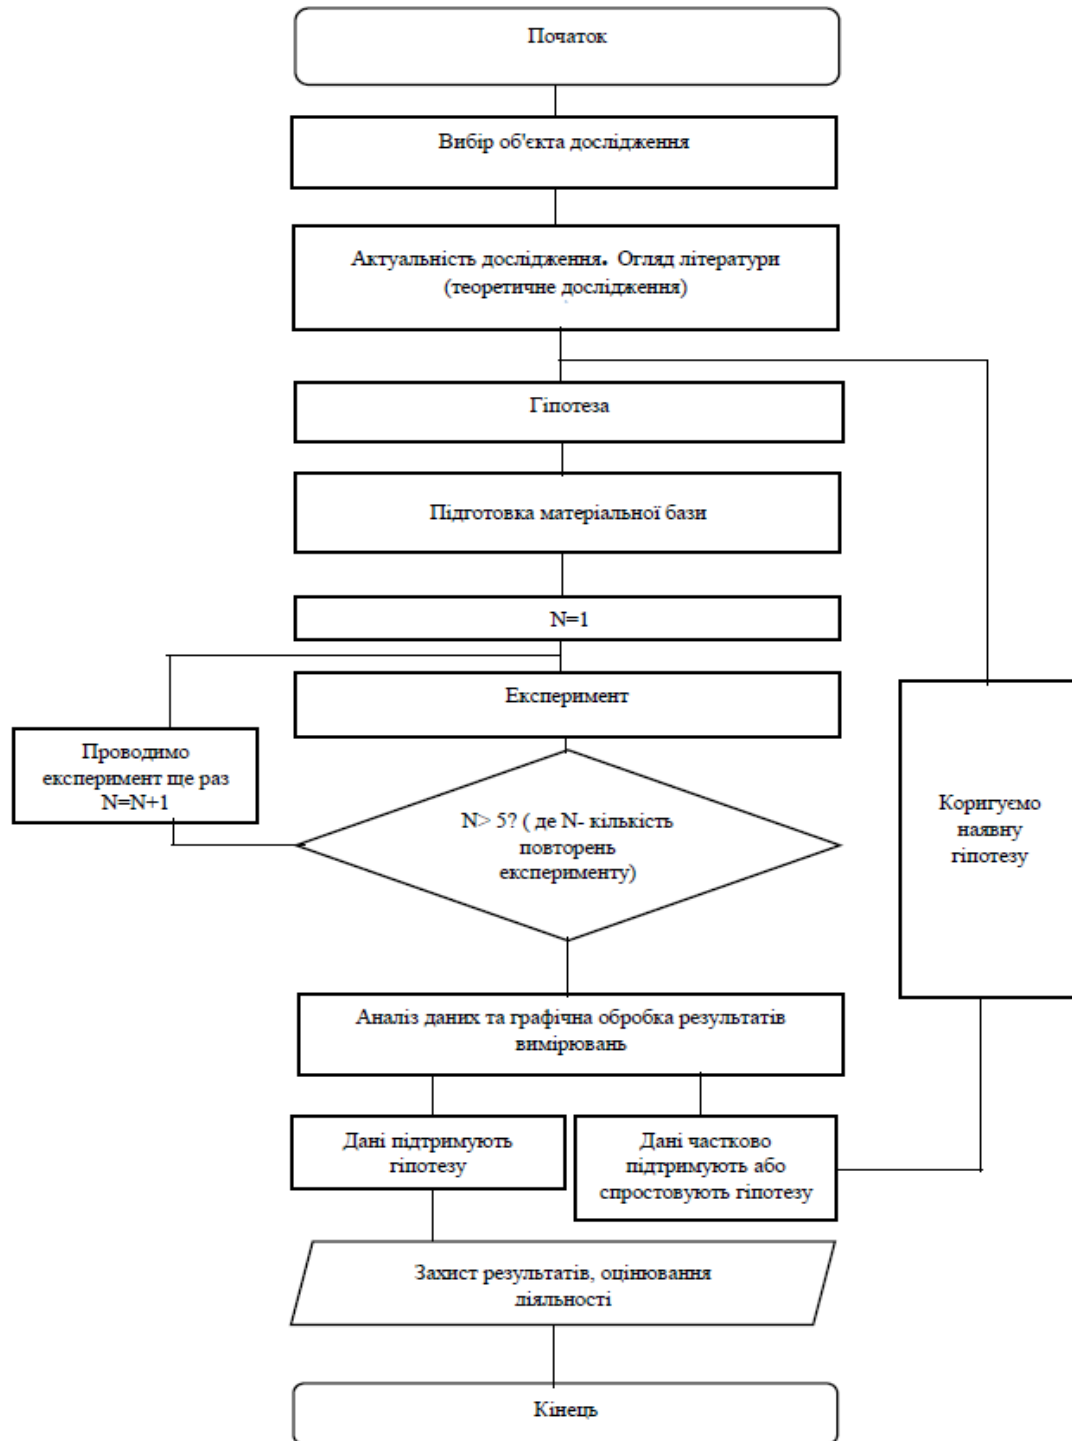 Початок
Вибір об'єкта дослідження
Актуальність дослідження. Огляд літератури
(теоретичне дослідження)
Гіпотеза
Підготовка матеріальної бази
N=1
Експеримент
Проводимо
експеримент ще раз
N=N+1
N> 5? ( де N- кількість
повторень
експерименту)
Коригуємо
наявну
гіпотезу
Аналіз даних та графічна обробка результатів
вимірювань
Дані підтримують
гіпотезу
Дані частково
підтримують або
спростовують гіпотезу
Захист результатів, оцінювання
діяльності
Кінець